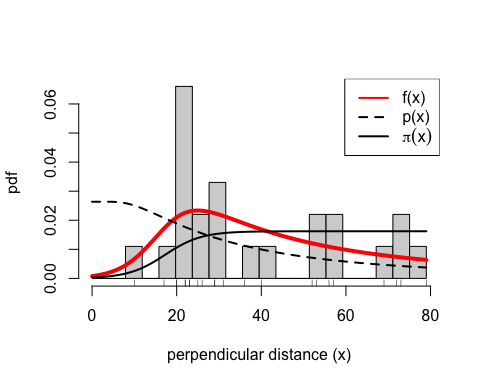 f(x)
p(x)
π(x)
pdf
0.06
0.04
0.02
0.00
0 20 40 60 80
perpendicular distance (x)